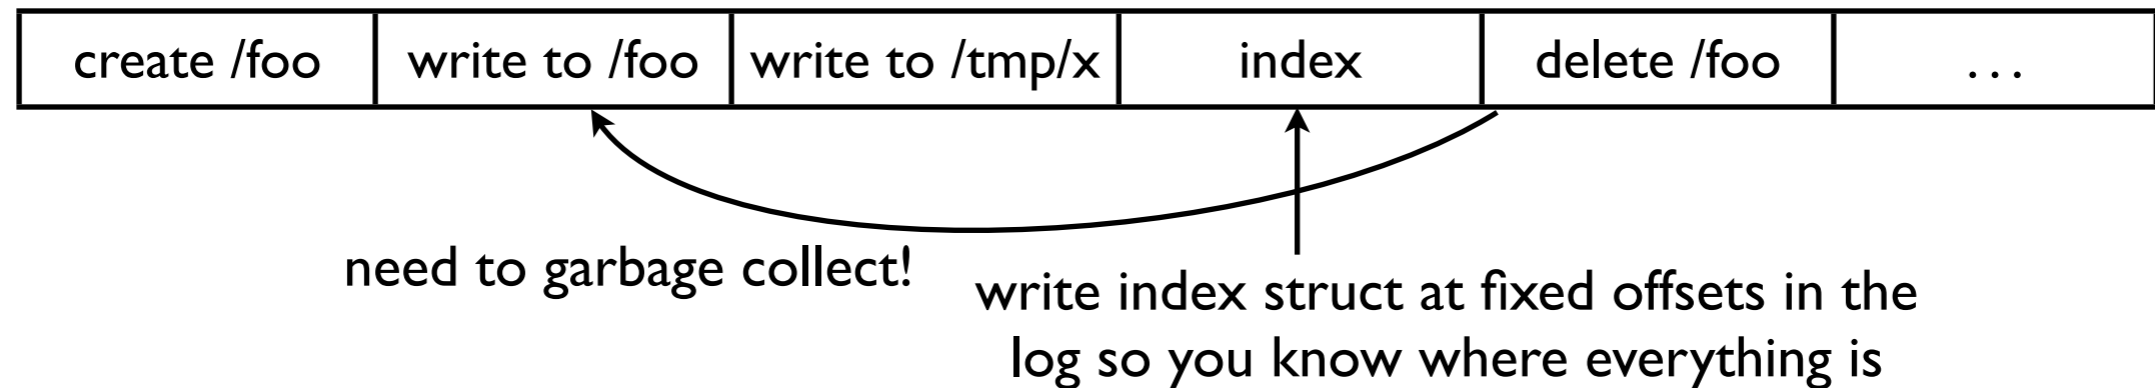 create /foo write to /foo write to /tmp/x index delete /foo ...
need to garbage collect!
write index struct at fixed offsets in the
log so you know where everything is